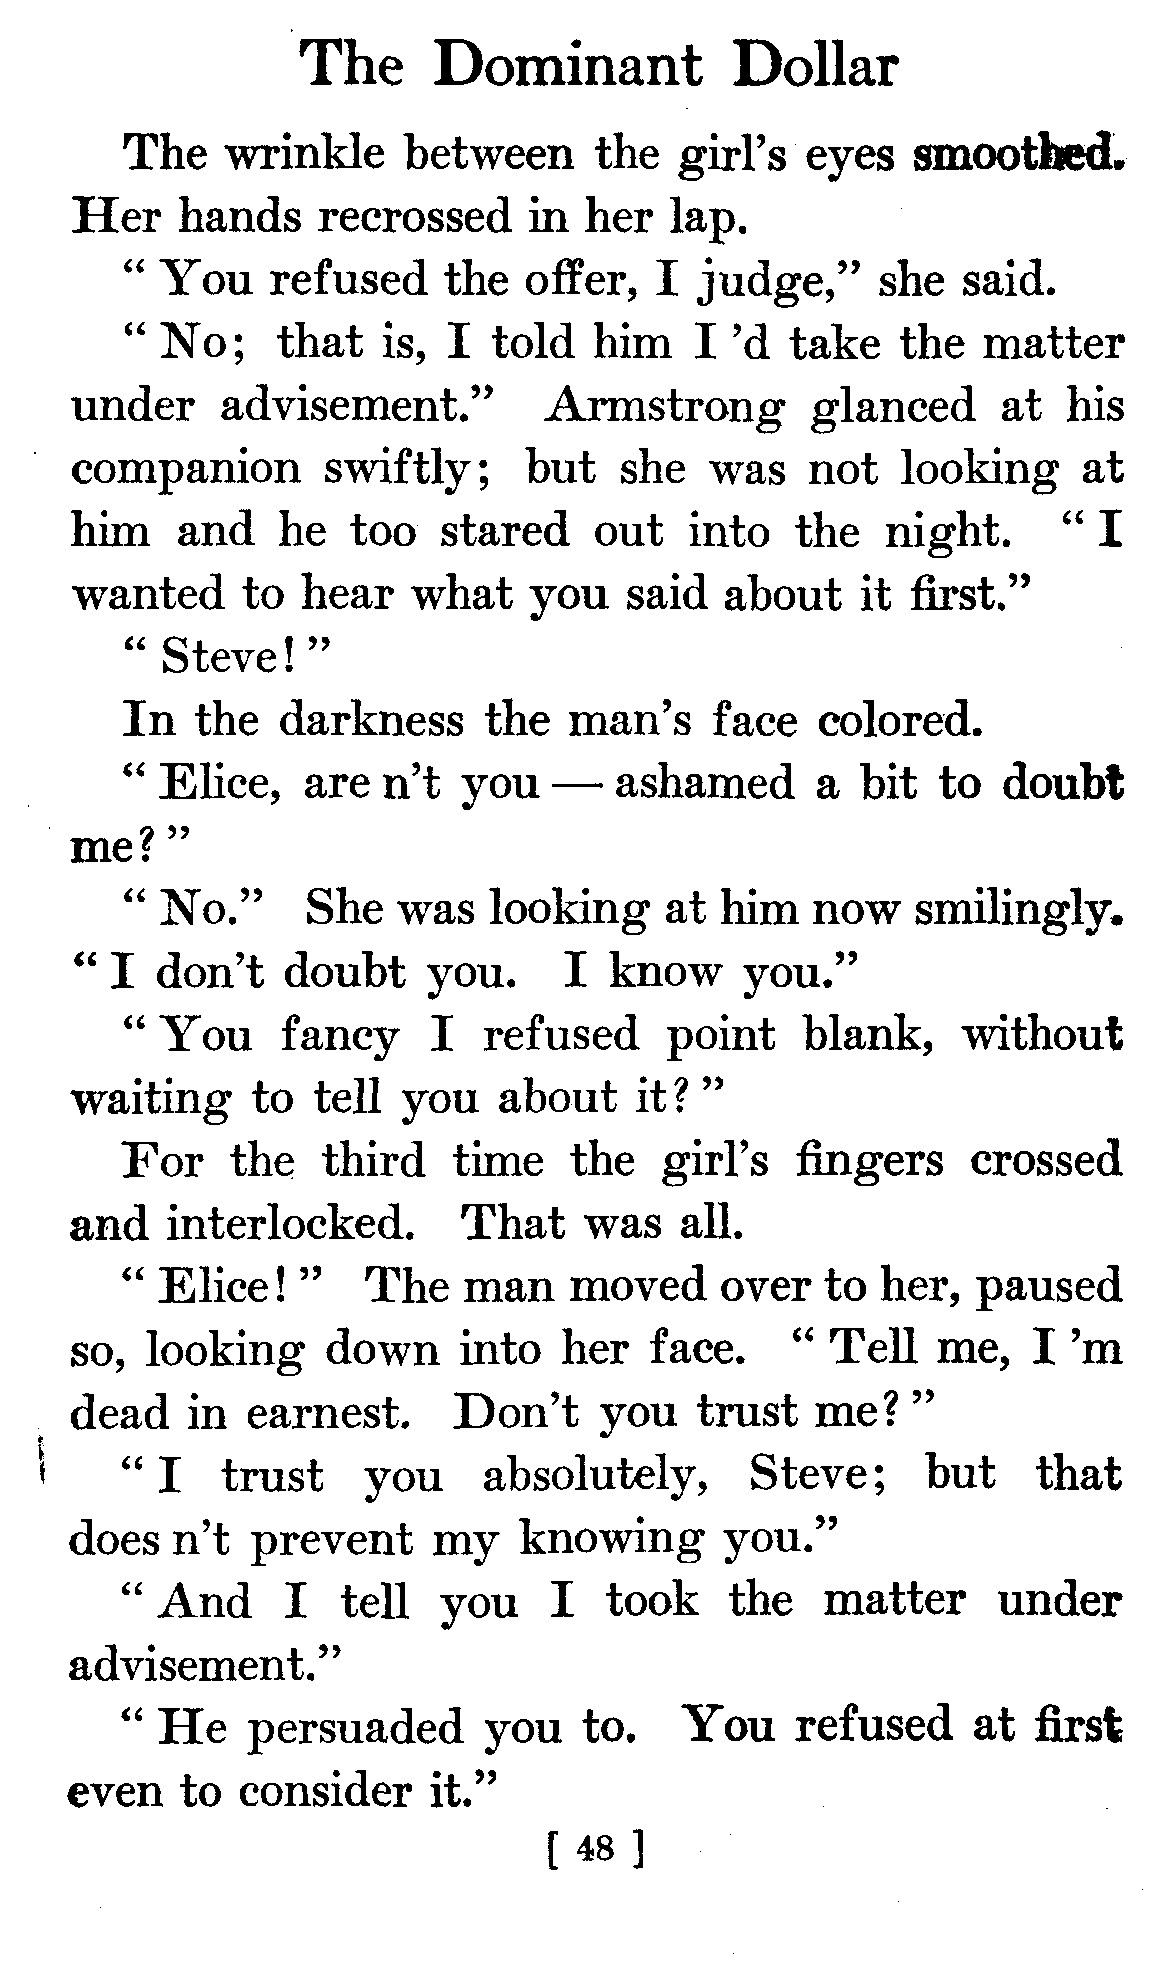 The Dominant Dollar
The wrinkle between the girl's eyes smoothed.
Her hands recrossed in her lap.
“ You refused the offer, I judge,” she said.
“ No; that is, I told him I 'd take the matter
under advisement.” Armstrong glanced at his
companion swiftly; but she was not looking at
him and he too stared out into the night. “ I
wanted to hear what you said about it first.”
“ Steve! ”
In the darkness the man's face colored.
“ Elice, are n't you — ashamed a bit to doubt
me? ”
“ No.” She was looking at him now smilingly.
“ I don't doubt you. I know you.”
“ You fancy I refused point blank, without
waiting to tell you about it? ”
For the third time the girl's fingers crossed
and interlocked. That was all.
“ Elice! ” The man moved over to her, paused
so, looking down into her face. “ Tell me, I 'm
dead in earnest. Don't you trust me? ”
“ I trust you absolutely, Steve; but that
does n't prevent my knowing you.”
“ And I tell you I took the matter under
advisement.”
“ He persuaded you to. You refused at first
even to consider it.”
[ 48 ]